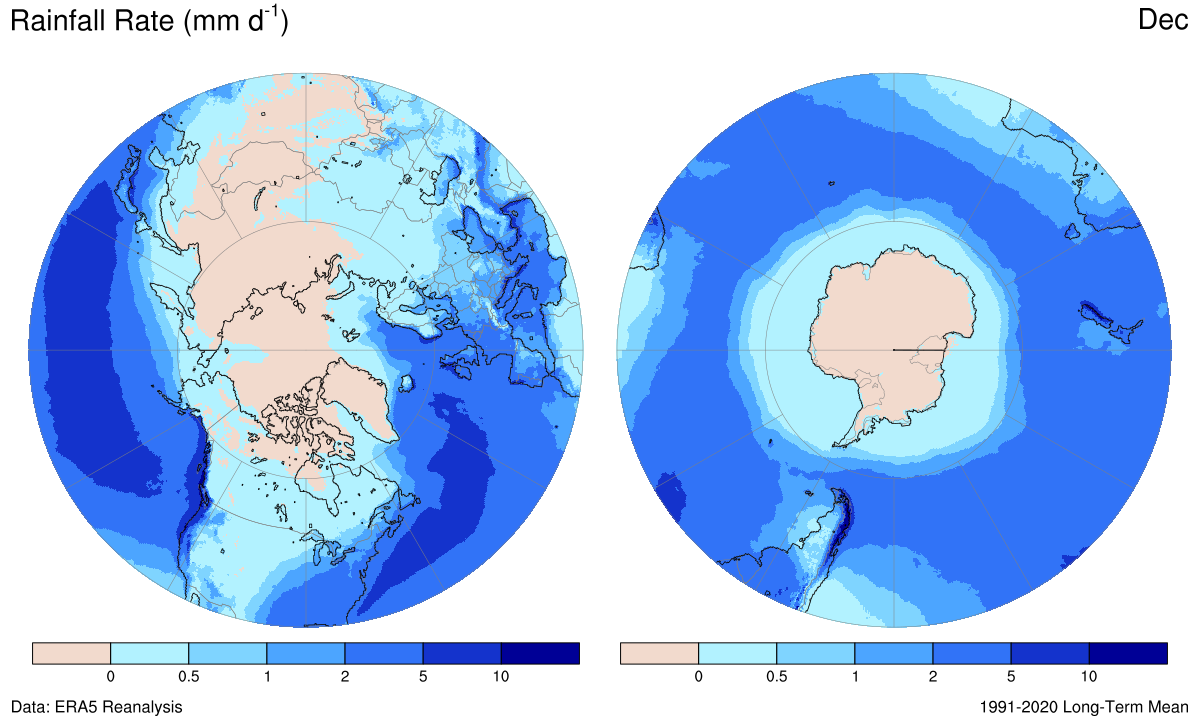 Rainfall Rate (mm d⁻¹)
Dec
0 0.5 1 2 5 10
0 0.5 1 2 5 10
Data: ERA5 Reanalysis
1991-2020 Long-Term Mean